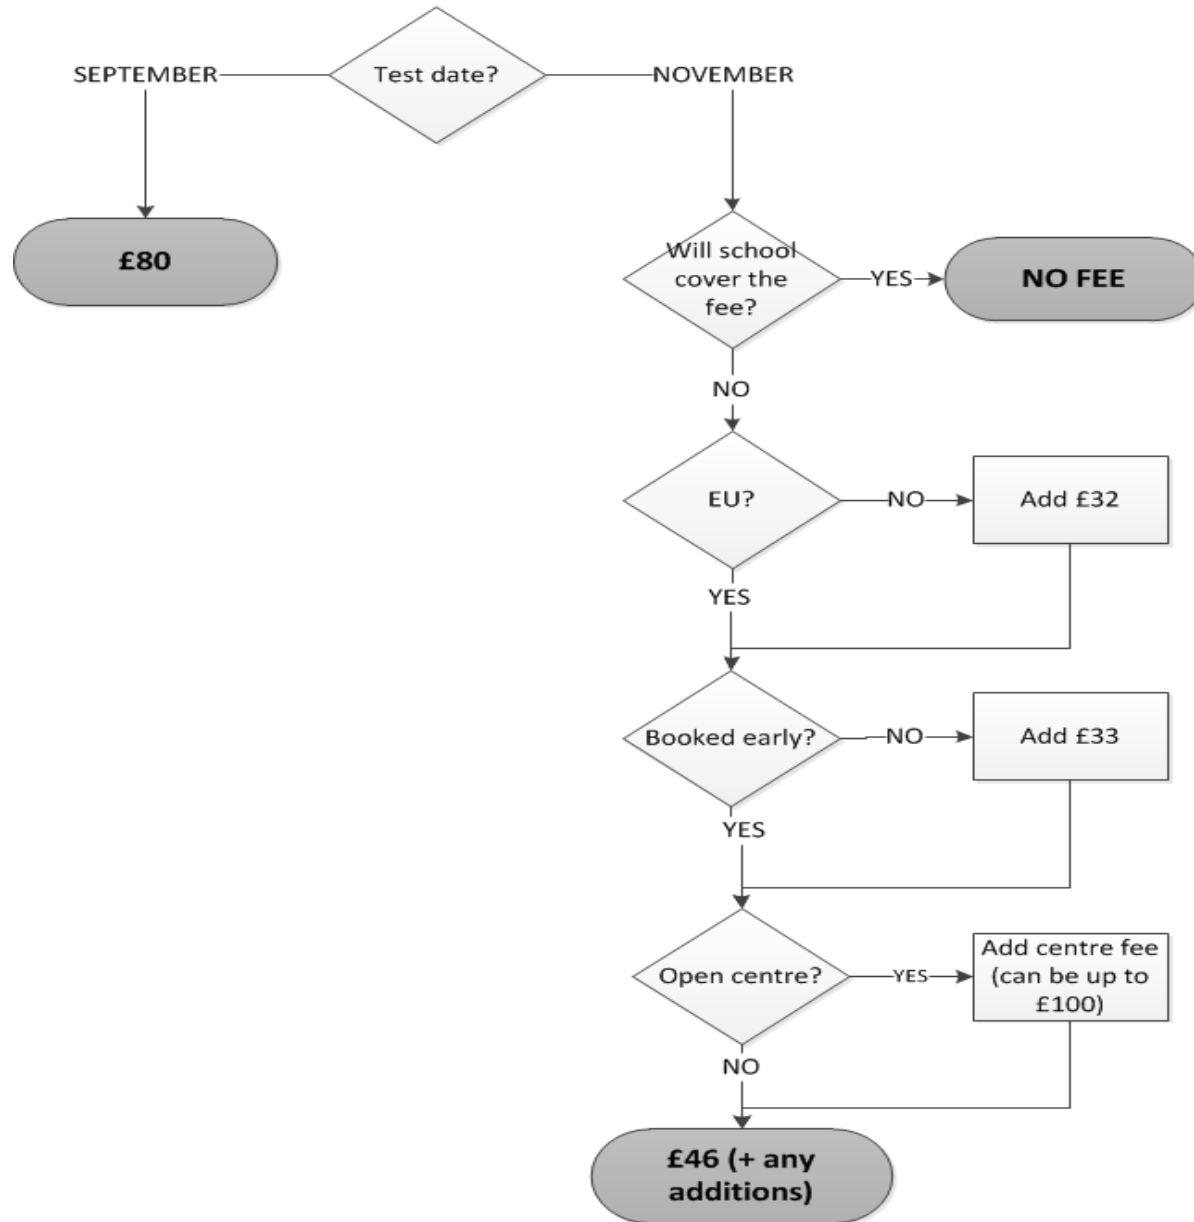 SEPTEMBER
Test date?
NOVEMBER
£80
Will school
cover the
fee?
YES
NO FEE
NO
EU?
NO
Add £32
YES
Booked early?
NO
Add £33
YES
Open centre?
YES
Add centre fee
(can be up to
£100)
NO
£46 (+ any
additions)